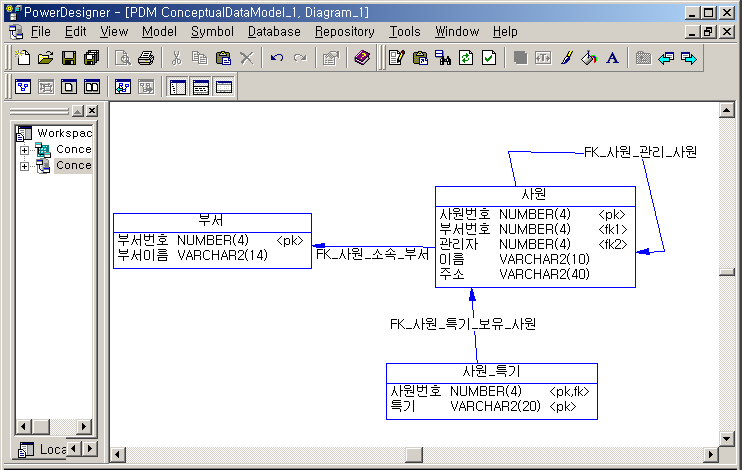 PowerDesigner - [PDM ConceptualDataModel_1, Diagram_1]
File Edit View Model Symbol Database Repository Tools Window Help
Workspac
Conce
Conce
Loca
FK_사원_관리_사원
사원
사원번호 NUMBER(4) <pk>
부서번호 NUMBER(4) <fk1>
관리자 NUMBER(4) <fk2>
이름 VARCHAR2(10)
주소 VARCHAR2(40)
부서
부서번호 NUMBER(4) <pk>
부서이름 VARCHAR2(14)
FK_사원_소속_부서
FK_사원_특기_보유_사원
사원_특기
사원번호 NUMBER(4) <pk,fk>
특기 VARCHAR2(20) <pk>